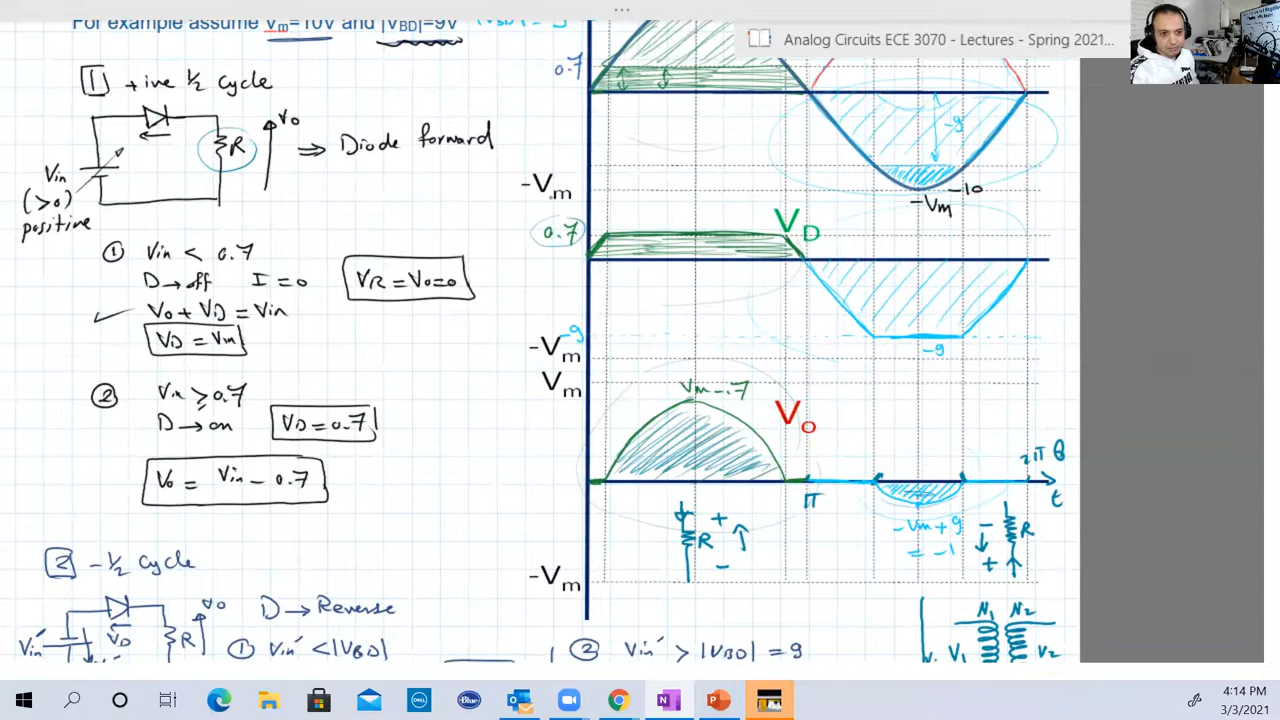 For example assume Vm=10V and |VBD|=9V
Analog Circuits ECE 3070 - Lectures - Spring 2021...
1 +ive ½ cycle
Vin
(>0)
positive
R
Vo
⇒ Diode forward
① Vin < 0.7
D→off I=0
VR=Vo=0
Vo + VD = Vin
VD = Vin
② Vin ≥ 0.7
D→on VD=0.7
Vo = Vin - 0.7
2 -½ cycle
D→Reverse
Vo
Vin′
VD
R
① Vin′ < |VBD|
② Vin′ > |VBD| = 9
0.7
-9
-Vm
-10
-Vm
0.7
VD
-9
-Vm
-9
Vm
Vm-.7
Vo
π
2π θ
t
R
+
-
-Vm+9
= -1
-
+
R
-Vm
N1 N2
V1 V2
DELL
Blue
4:14 PM
3/3/2021